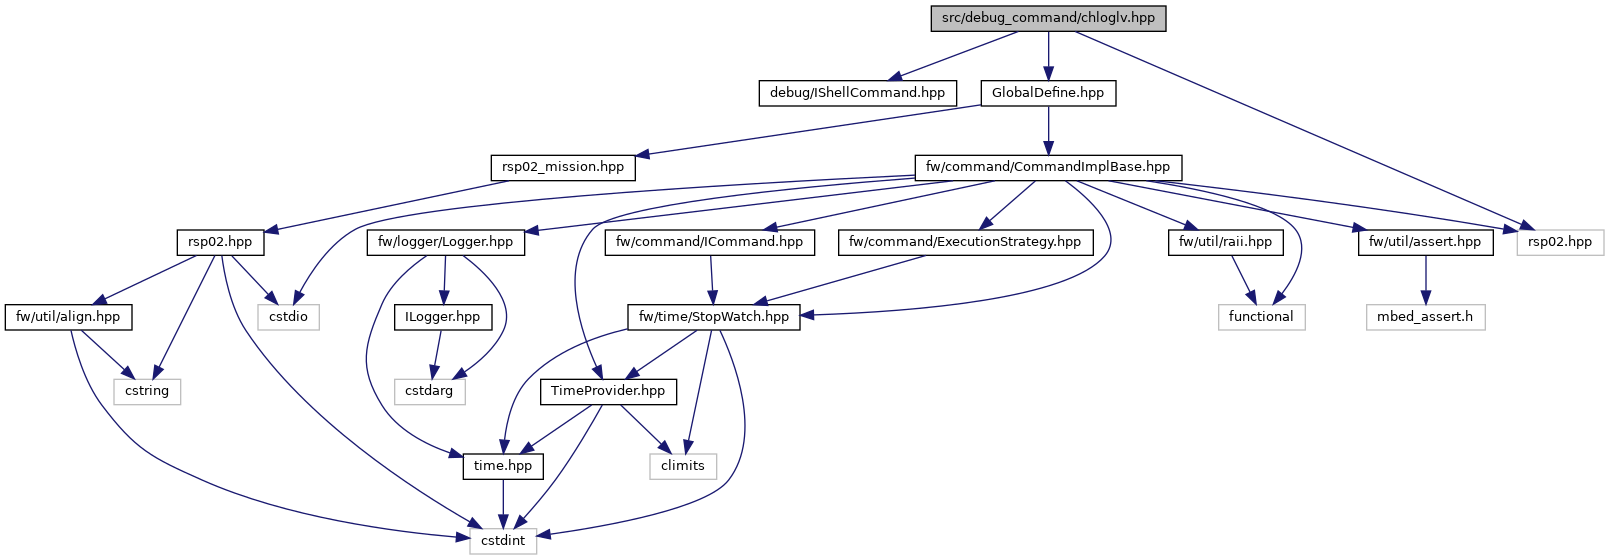 src/debug_command/chloglv.hpp
debug/IShellCommand.hpp
GlobalDefine.hpp
rsp02_mission.hpp
fw/command/CommandImplBase.hpp
rsp02.hpp
fw/logger/Logger.hpp
fw/command/ICommand.hpp
fw/command/ExecutionStrategy.hpp
fw/util/raii.hpp
fw/util/assert.hpp
rsp02.hpp
fw/util/align.hpp
cstdio
ILogger.hpp
fw/time/StopWatch.hpp
functional
mbed_assert.h
cstring
cstdarg
TimeProvider.hpp
time.hpp
climits
cstdint